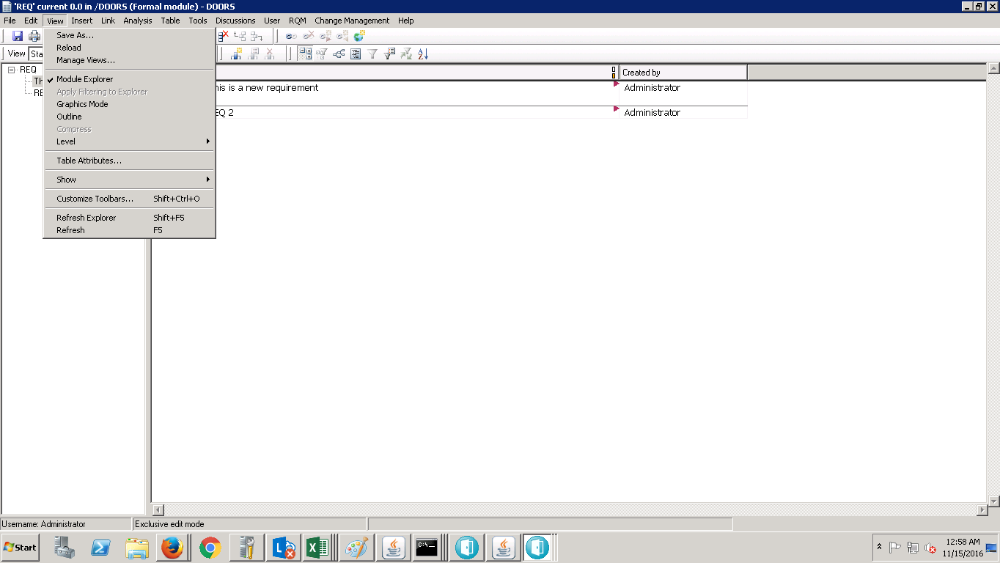 'REQ' current 0.0 in /DOORS (Formal module) - DOORS
File Edit View Insert Link Analysis Table Tools Discussions User RQM Change Management Help
View Sta
Save As...
Reload
Manage Views...
Module Explorer
Apply Filtering to Explorer
Graphics Mode
Outline
Compress
Level
Table Attributes...
Show
Customize Toolbars... Shift+Ctrl+O
Refresh Explorer Shift+F5
Refresh F5
REQ
Th
RE
Created by
his is a new requirement Administrator
EQ 2 Administrator
Username: Administrator Exclusive edit mode
Start
C:\_
12:58 AM
11/15/2016